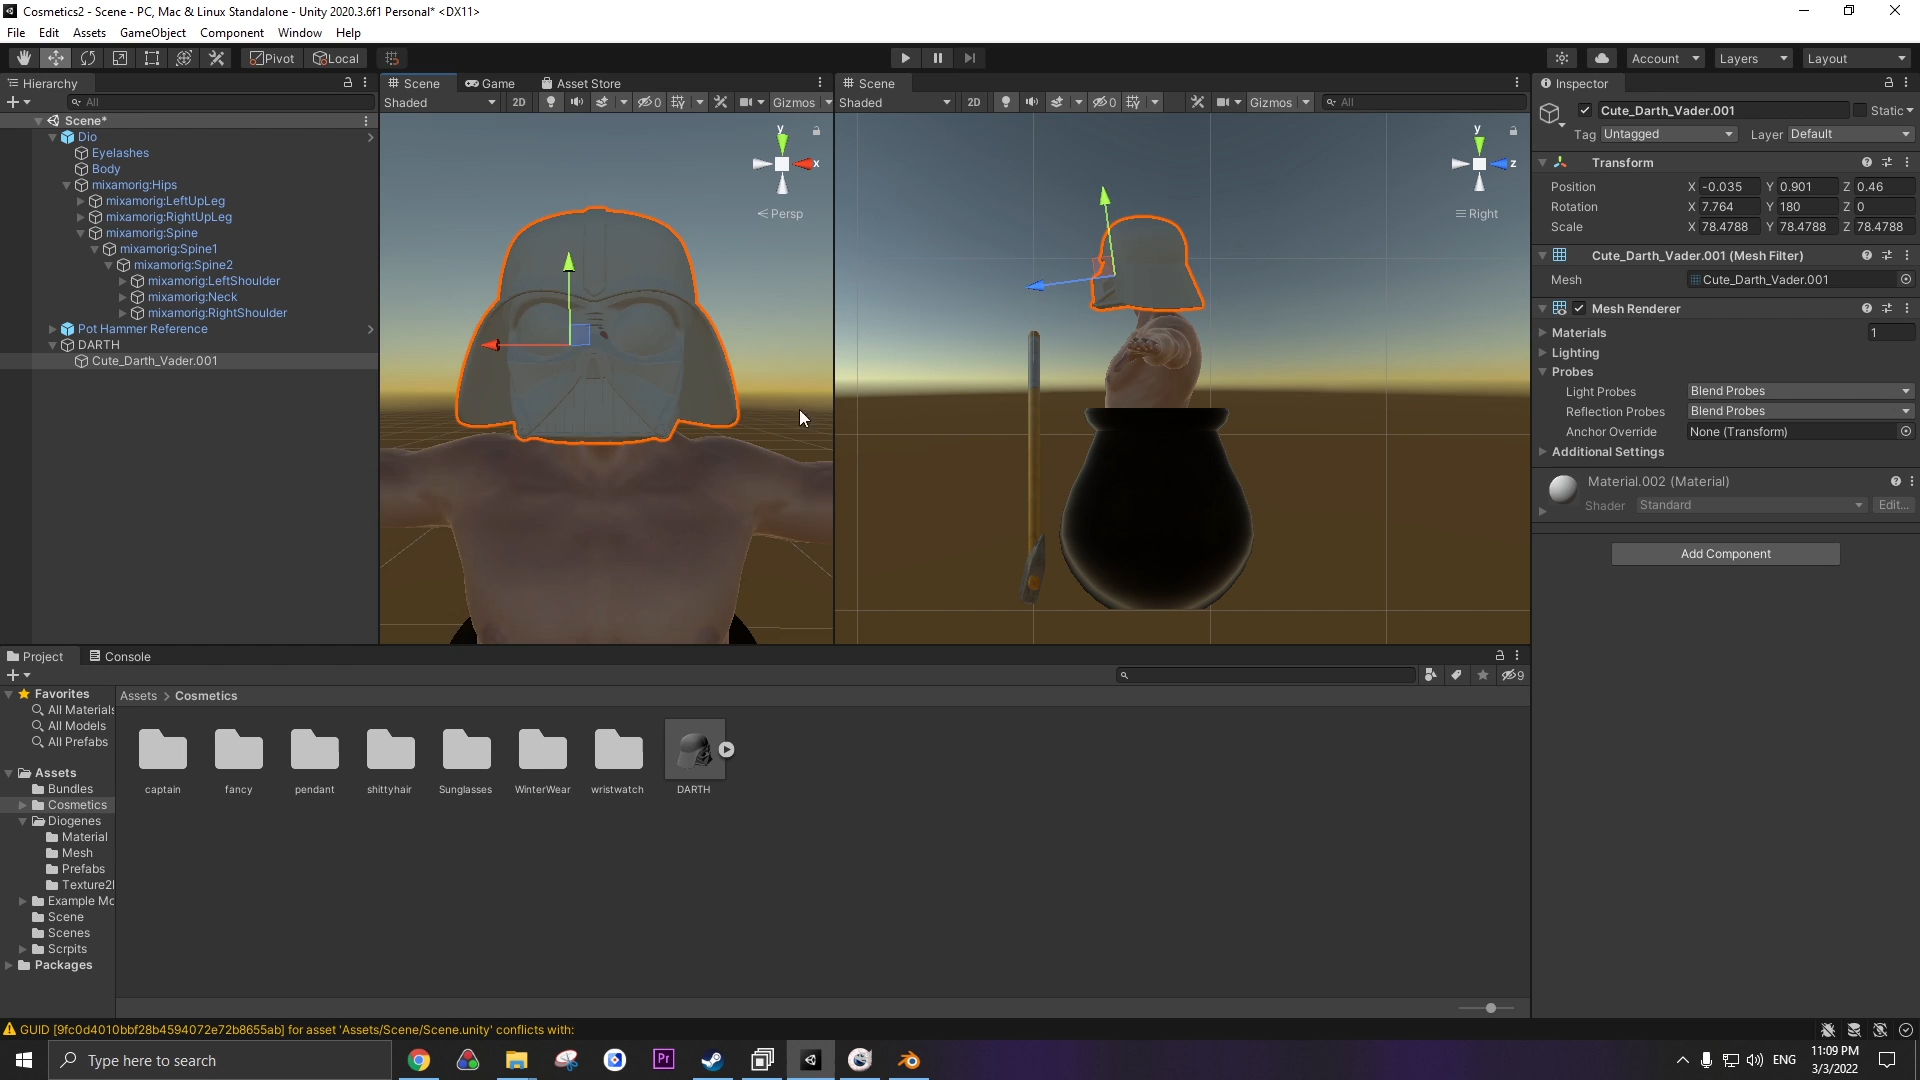 Cosmetics2 - Scene - PC, Mac & Linux Standalone - Unity 2020.3.6f1 Personal* <DX11>
File Edit Assets GameObject Component Window Help
Pivot Local Account Layers Layout
Hierarchy
All
Scene*
Dio
Eyelashes
Body
mixamorig:Hips
mixamorig:LeftUpLeg
mixamorig:RightUpLeg
mixamorig:Spine
mixamorig:Spine1
mixamorig:Spine2
mixamorig:LeftShoulder
mixamorig:Neck
mixamorig:RightShoulder
Pot Hammer Reference
DARTH
Cute_Darth_Vader.001
Scene Game Asset Store
Shaded 2D 0 Gizmos
y
x
Persp
Scene
Shaded 2D 0 Gizmos All
y
z
Right
Inspector
Cute_Darth_Vader.001 Static
Tag Untagged Layer Default
Transform
Position X -0.035 Y 0.901 Z 0.46
Rotation X 7.764 Y 180 Z 0
Scale X 78.4788 Y 78.4788 Z 78.4788
Cute_Darth_Vader.001 (Mesh Filter)
Mesh Cute_Darth_Vader.001
Mesh Renderer
Materials 1
Lighting
Probes
Light Probes Blend Probes
Reflection Probes Blend Probes
Anchor Override None (Transform)
Additional Settings
Material.002 (Material)
Shader Standard Edit...
Add Component
Project Console
9
Favorites
All Materials
All Models
All Prefabs
Assets
Bundles
Cosmetics
Diogenes
Material
Mesh
Prefabs
Texture2
Example Mo
Scene
Scenes
Scrpits
Packages
Assets > Cosmetics
captain fancy pendant shittyhair Sunglasses WinterWear wristwatch DARTH
GUID [9fc0d4010bbf28b4594072e72b8655ab] for asset 'Assets/Scene/Scene.unity' conflicts with:
Type here to search
Pr
ENG
11:09 PM
3/3/2022